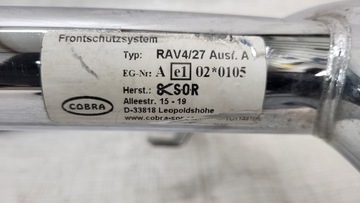 Frontschutzsystem
Typ: RAV4/27 Ausf. A
EG-Nr: A e1 02*0105
Herst.: SOR
COBRA
Alleestr. 15 - 19
D-33818 Leopoldshöhe